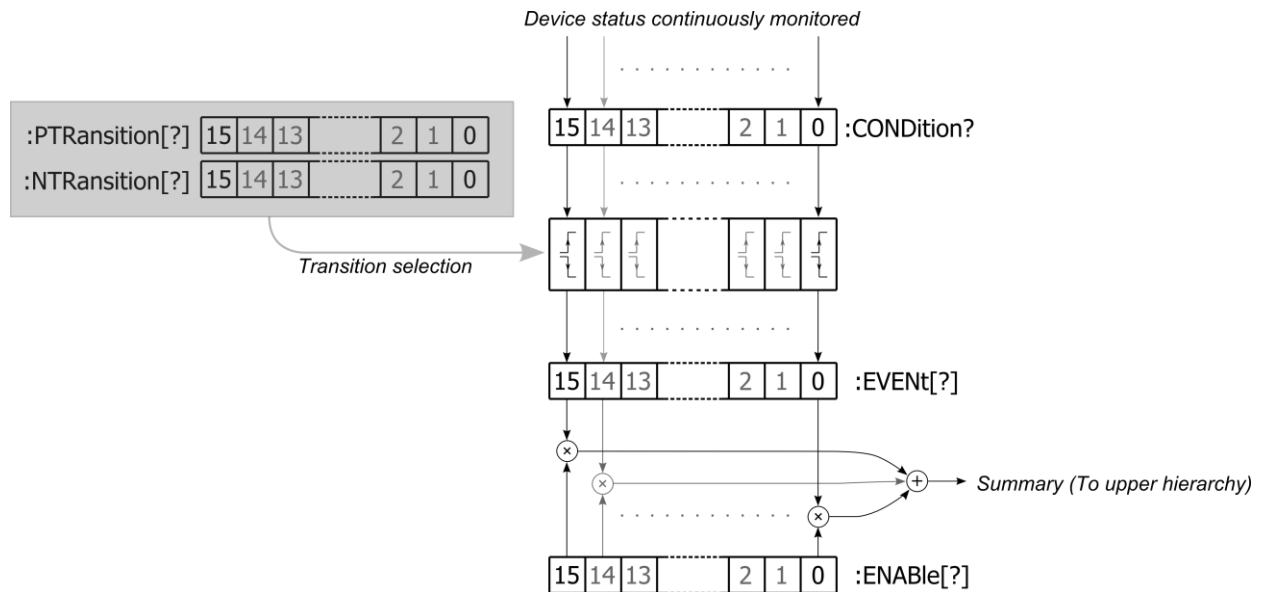 Device status continuously monitored
15 14 13 2 1 0 :CONDition?
:PTRansition[?] 15 14 13 2 1 0
:NTRansition[?] 15 14 13 2 1 0
Transition selection
15 14 13 2 1 0 :EVENt[?]
×
× + Summary (To upper hierarchy)
×
15 14 13 2 1 0 :ENABle[?]